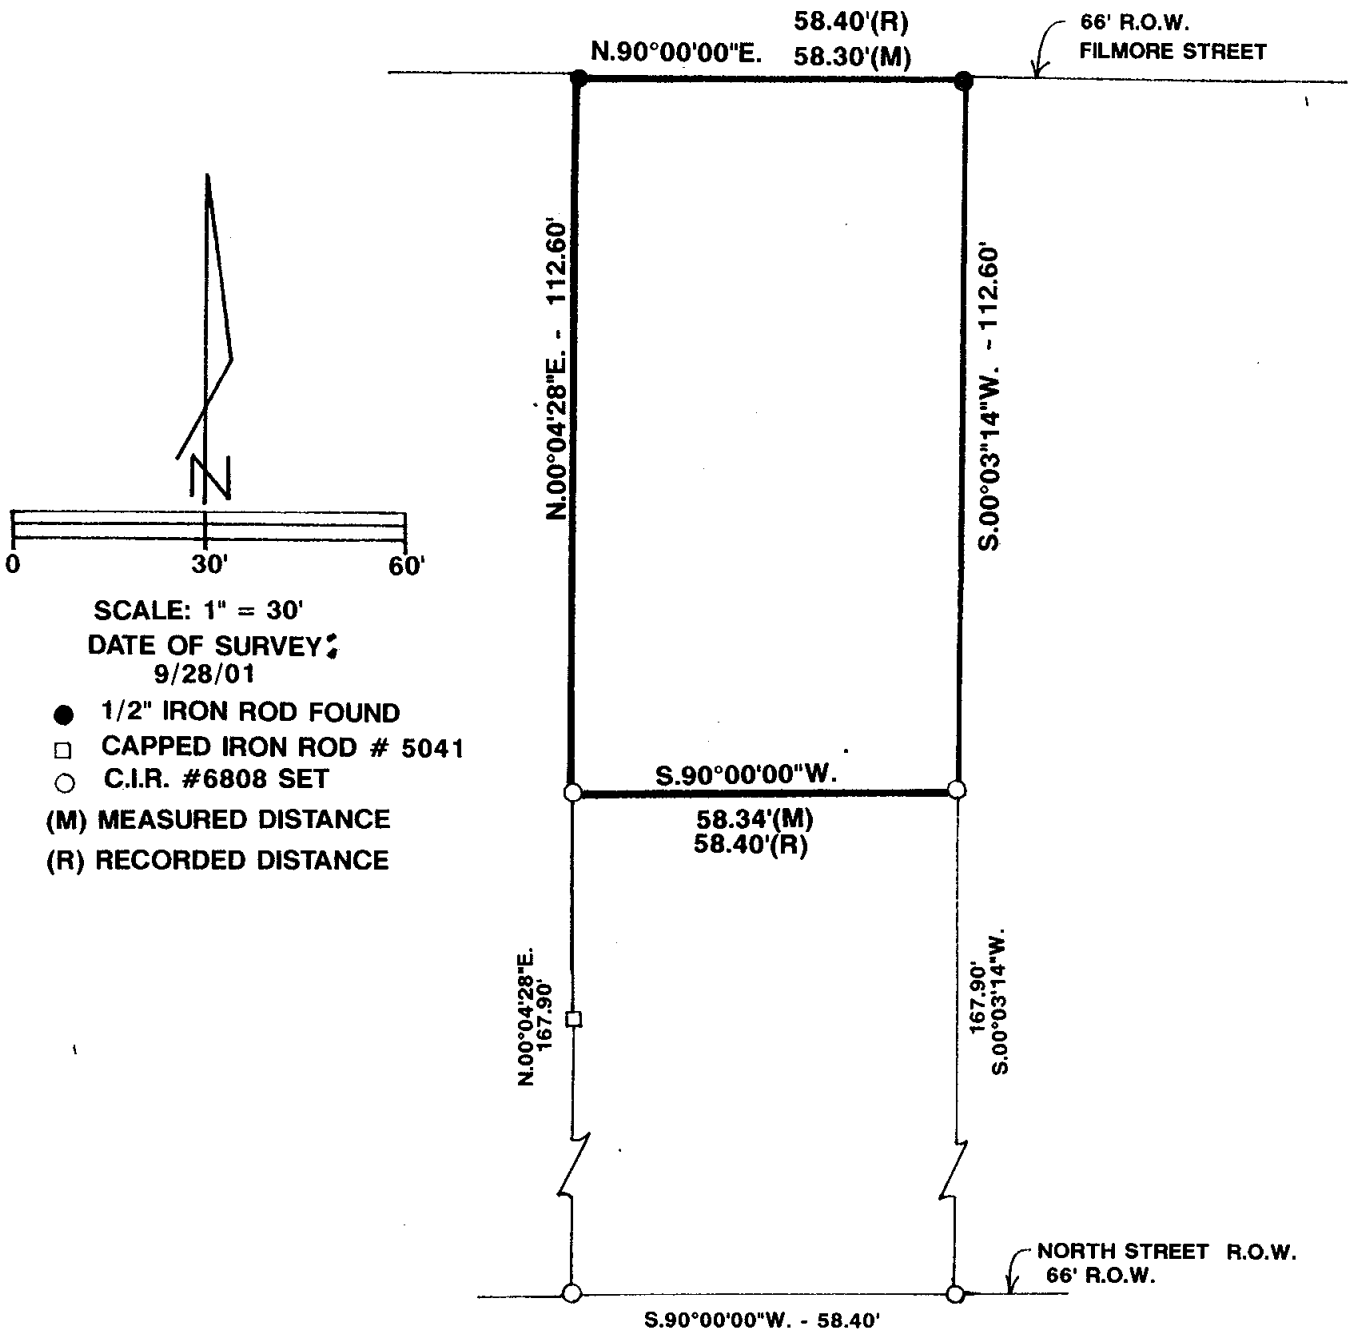 58.40'(R)
N.90°00'00"E. 58.30'(M)
66' R.O.W.
FILMORE STREET
N.00°04'28"E. - 112.60'
S.00°03'14"W. - 112.60'
N
0 30' 60'
SCALE: 1" = 30'
DATE OF SURVEY:
9/28/01
1/2" IRON ROD FOUND
CAPPED IRON ROD # 5041
C.I.R. #6808 SET
(M) MEASURED DISTANCE
(R) RECORDED DISTANCE
S.90°00'00"W.
58.34'(M)
58.40'(R)
N.00°04'28"E.
167.90'
167.90'
S.00°03'14"W.
NORTH STREET R.O.W.
66' R.O.W.
S.90°00'00"W. - 58.40'